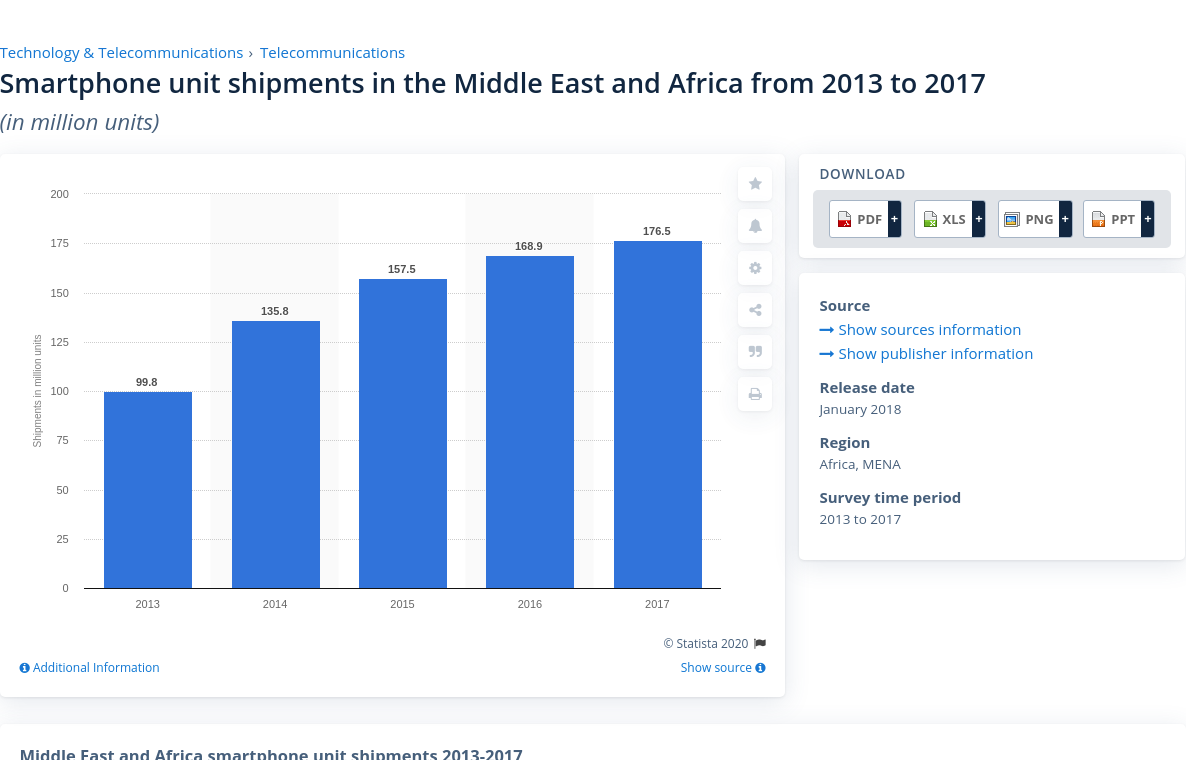 Technology & Telecommunications › Telecommunications
Smartphone unit shipments in the Middle East and Africa from 2013 to 2017
(in million units)
200
175
150
125
100
75
50
25
0
Shipments in million units
99.8
135.8
157.5
168.9
176.5
2013
2014
2015
2016
2017
© Statista 2020
Additional Information
Show source
DOWNLOAD
PDF +
XLS +
PNG +
PPT +
Source
Show sources information
Show publisher information
Release date
January 2018
Region
Africa, MENA
Survey time period
2013 to 2017
Middle East and Africa smartphone unit shipments 2013-2017